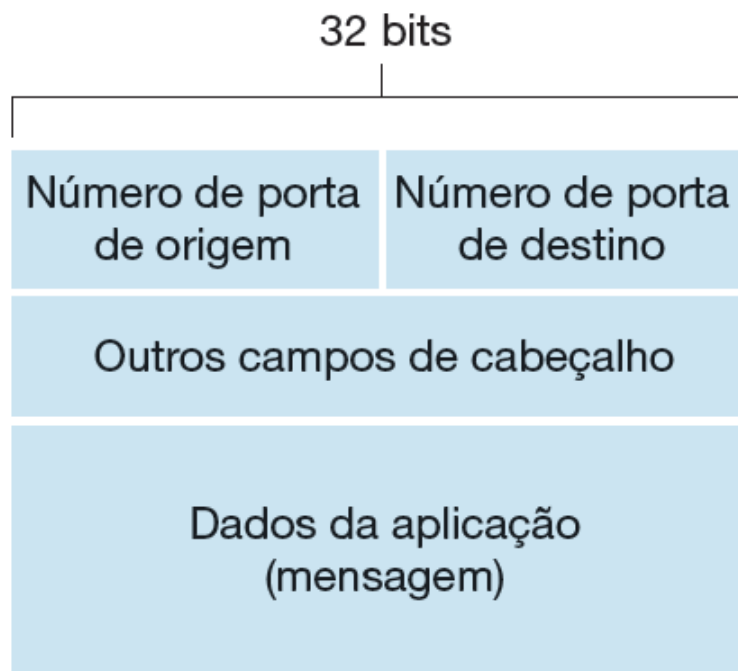 32 bits
Número de porta
de origem
Número de porta
de destino
Outros campos de cabeçalho
Dados da aplicação
(mensagem)